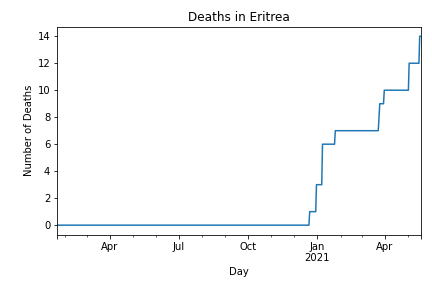 Deaths in Eritrea
14
12
10
8
6
4
2
0
Number of Deaths
Apr
Jul
Oct
Jan
2021
Apr
Day